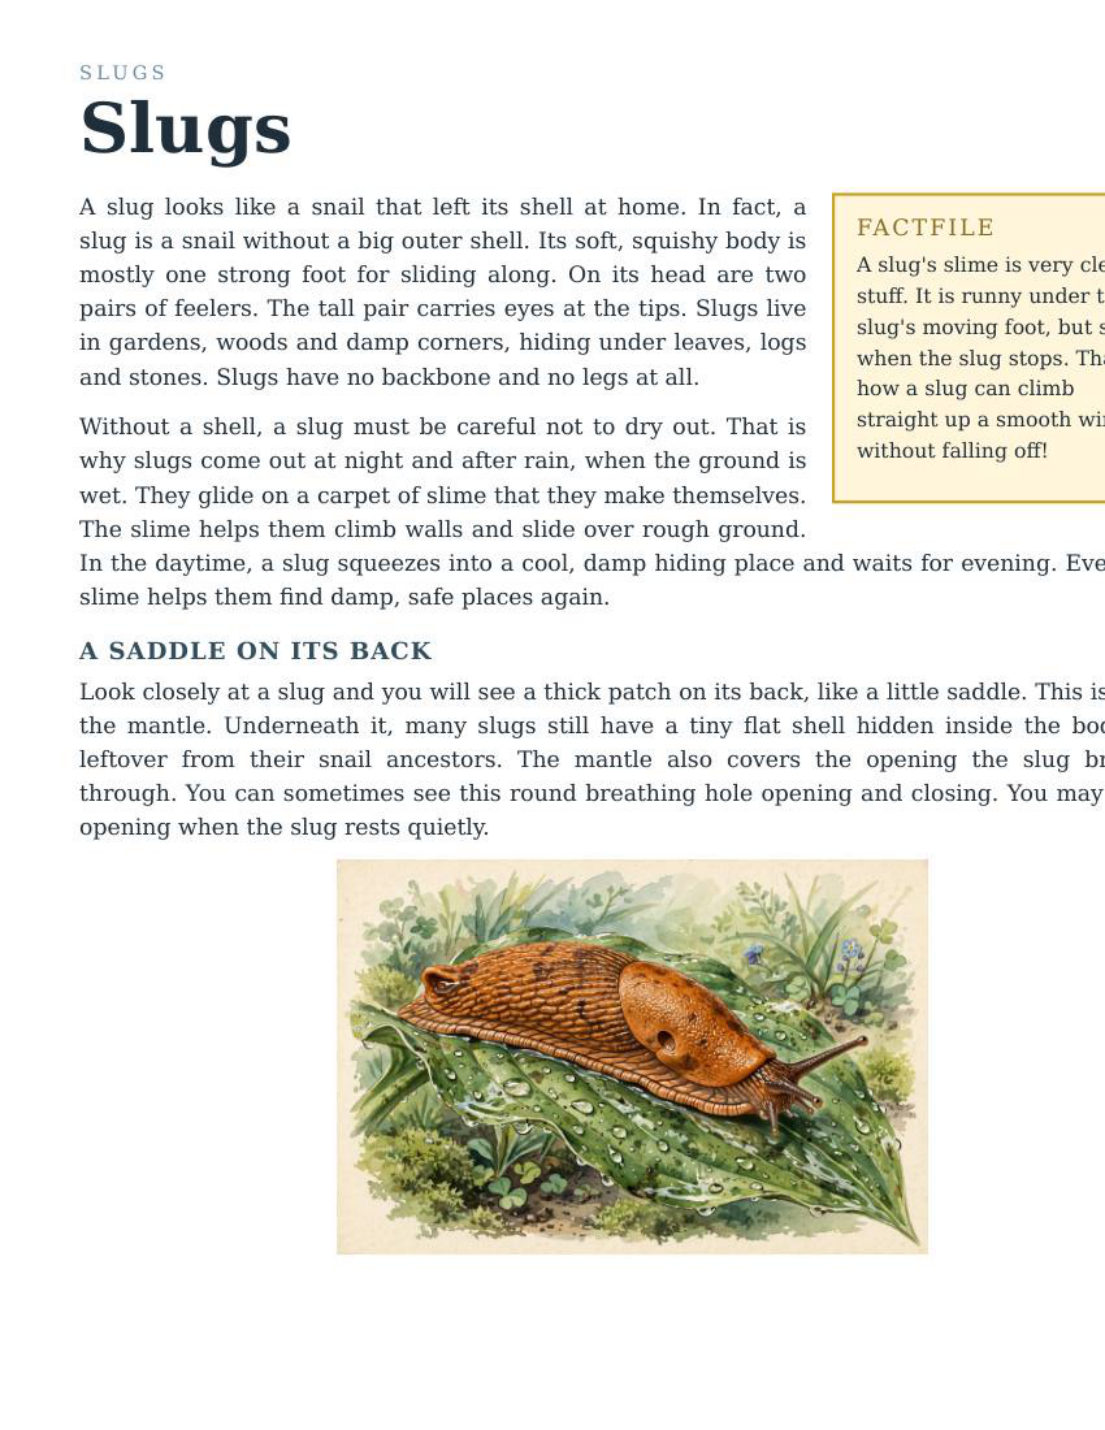 SLUGS
Slugs
A slug looks like a snail that left its shell at home. In fact, a
slug is a snail without a big outer shell. Its soft, squishy body is
mostly one strong foot for sliding along. On its head are two
pairs of feelers. The tall pair carries eyes at the tips. Slugs live
in gardens, woods and damp corners, hiding under leaves, logs
and stones. Slugs have no backbone and no legs at all.
Without a shell, a slug must be careful not to dry out. That is
why slugs come out at night and after rain, when the ground is
wet. They glide on a carpet of slime that they make themselves.
The slime helps them climb walls and slide over rough ground.
In the daytime, a slug squeezes into a cool, damp hiding place and waits for evening.
slime helps them find damp, safe places again.
FACTFILE
A slug's slime is very
stuff. It is runny under
slug's moving foot, but
when the slug stops.
how a slug can climb
straight up a smooth
without falling off!
A SADDLE ON ITS BACK
Look closely at a slug and you will see a thick patch on its back, like a little saddle. This is
the mantle. Underneath it, many slugs still have a tiny flat shell hidden inside the
leftover from their snail ancestors. The mantle also covers the opening the slug
through. You can sometimes see this round breathing hole opening and closing. You may
opening when the slug rests quietly.